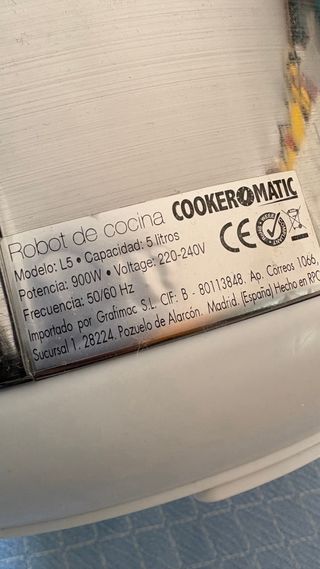 Robot de cocina COOKEROMATIC
Modelo: L5 • Capacidad: 5 litros
Potencia: 900W • Voltage: 220-240V
Frecuencia: 50/60 Hz
Importado por Grafimac S.L. CIF: B - 80113848. Ap. Correos 1066,
Sucursal 1. 28224. Pozuelo de Alarcón. Madrid. (España) Hecho en RPC
CE